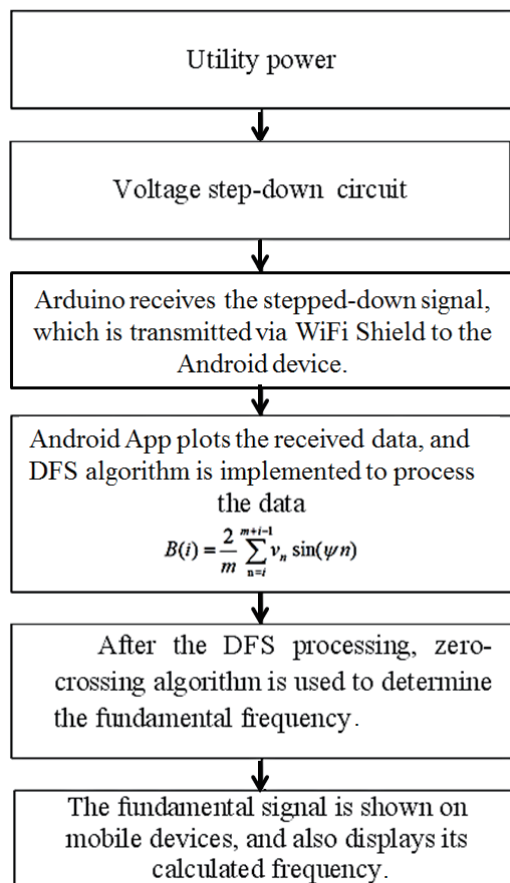 Utility power
Voltage step-down circuit
Arduino receives the stepped-down signal,
which is transmitted via WiFi Shield to the
Android device.
Android App plots the received data, and
DFS algorithm is implemented to process
the data
B(i) = \frac{2}{m} \sum_{n=i}^{m+i-1} v_n sin(ψn)
After the DFS processing, zero-
crossing algorithm is used to determine
the fundamental frequency.
The fundamental signal is shown on
mobile devices, and also displays its
calculated frequency.